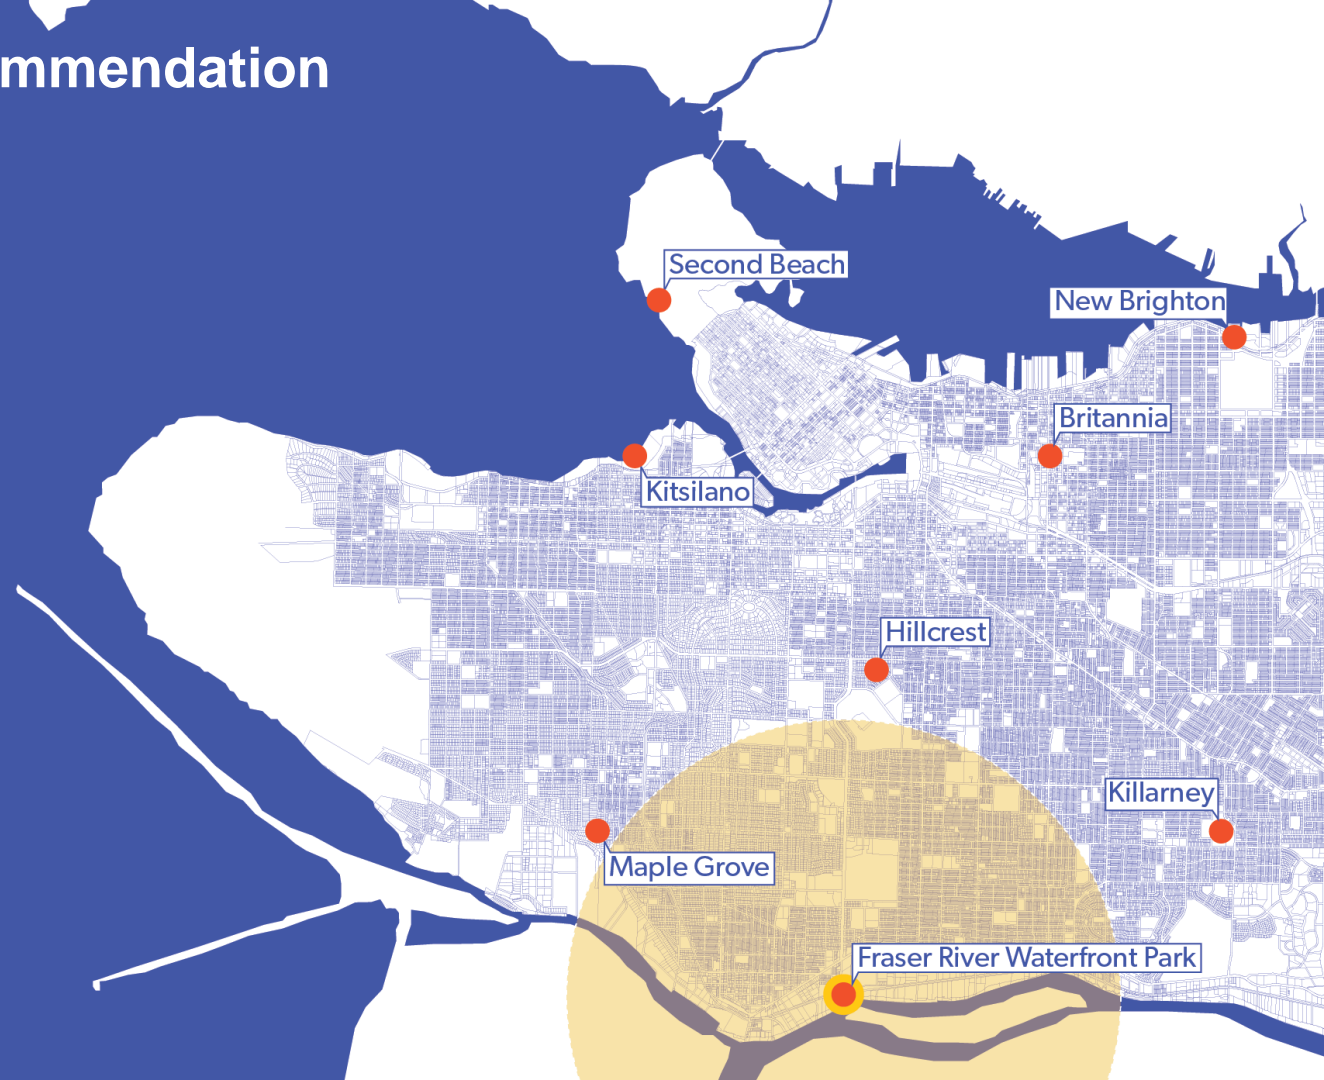 mmendation
Second Beach
New Brighton
Britannia
Kitsilano
Hillcrest
Killarney
Maple Grove
Fraser River Waterfront Park